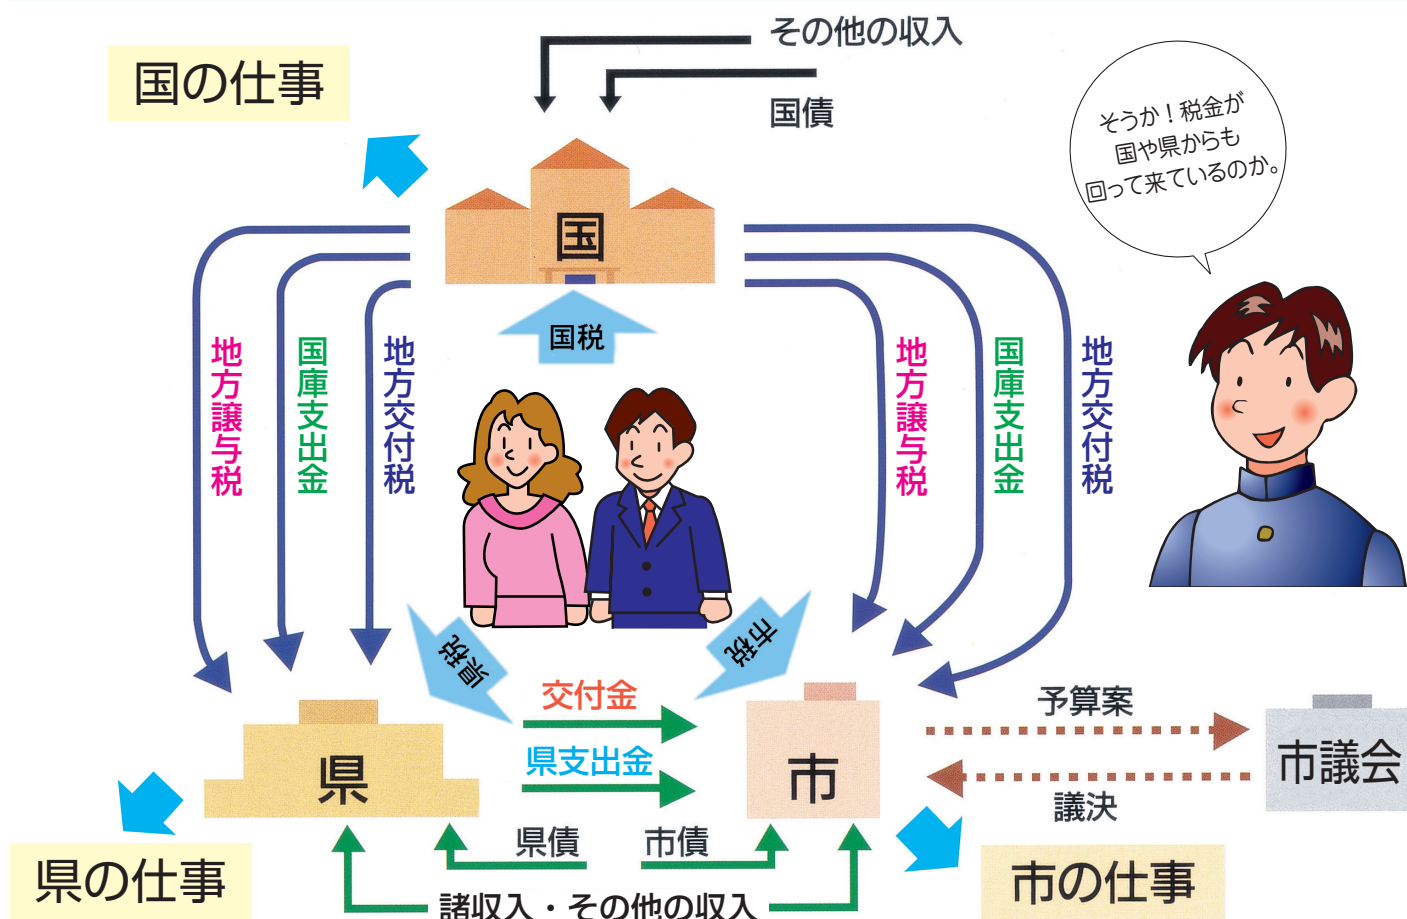 その他の収入
国の仕事
国債
そうか！税金が
国や県からも
回って来ているのか。
国
国税
地方譲与税
国庫支出金
地方交付税
地方譲与税
国庫支出金
地方交付税
県税
市税
交付金
県支出金
予算案
議決
県
市
市議会
県債
市債
諸収入・その他の収入
県の仕事
市の仕事